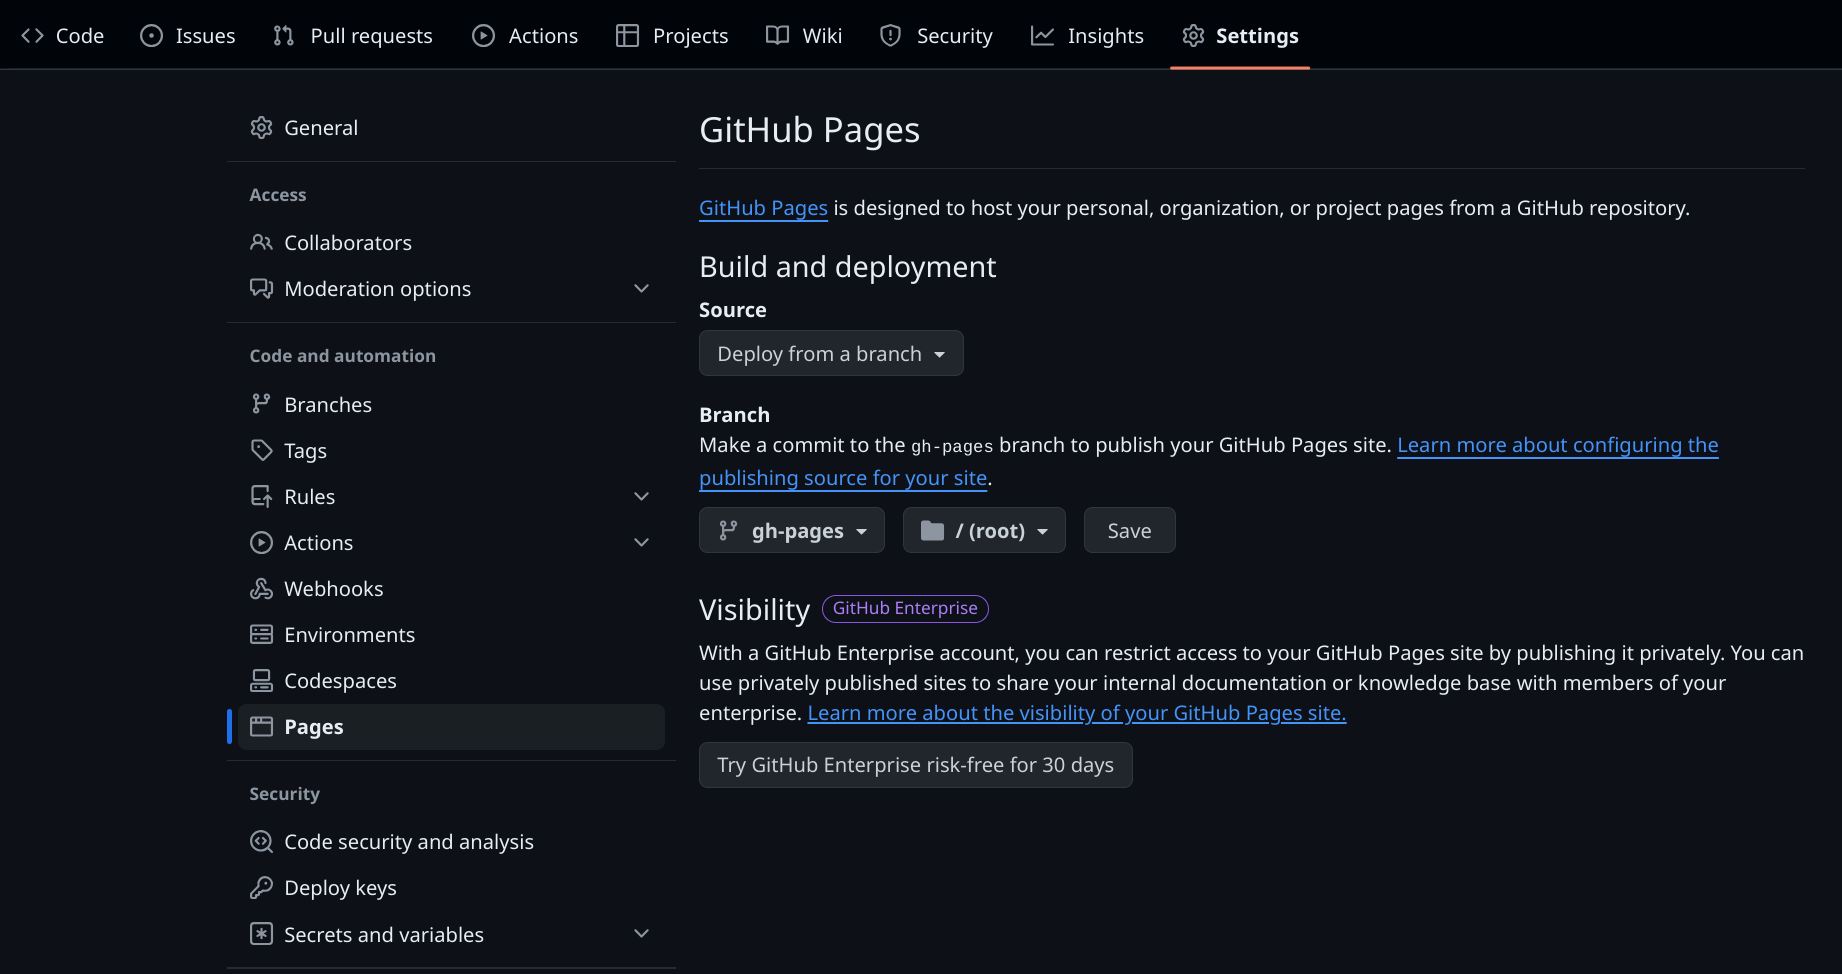 Code Issues Pull requests Actions Projects Wiki Security Insights Settings
General
Access
Collaborators
Moderation options
Code and automation
Branches
Tags
Rules
Actions
Webhooks
Environments
Codespaces
Pages
Security
Code security and analysis
Deploy keys
Secrets and variables
GitHub Pages
GitHub Pages is designed to host your personal, organization, or project pages from a GitHub repository.
Build and deployment
Source
Deploy from a branch
Branch
Make a commit to the gh-pages branch to publish your GitHub Pages site. Learn more about configuring the
publishing source for your site.
gh-pages / (root) Save
Visibility GitHub Enterprise
With a GitHub Enterprise account, you can restrict access to your GitHub Pages site by publishing it privately. You can
use privately published sites to share your internal documentation or knowledge base with members of your
enterprise. Learn more about the visibility of your GitHub Pages site.
Try GitHub Enterprise risk-free for 30 days